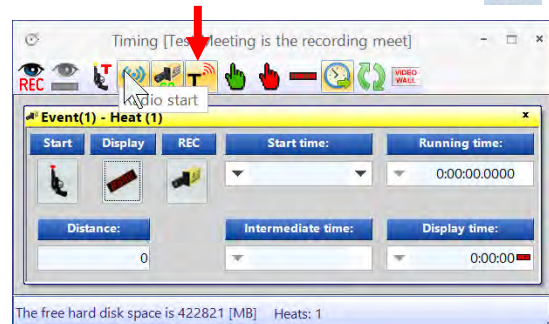 Timing [Test Meeting is the recording meet]
REC T GO T VIDEO WALL
Radio start
Event(1) - Heat (1) x
Start Display REC Start time: Running time:
0:00:00.0000
Distance: Intermediate time: Display time:
0 0:00:00
The free hard disk space is 422821 [MB] Heats: 1